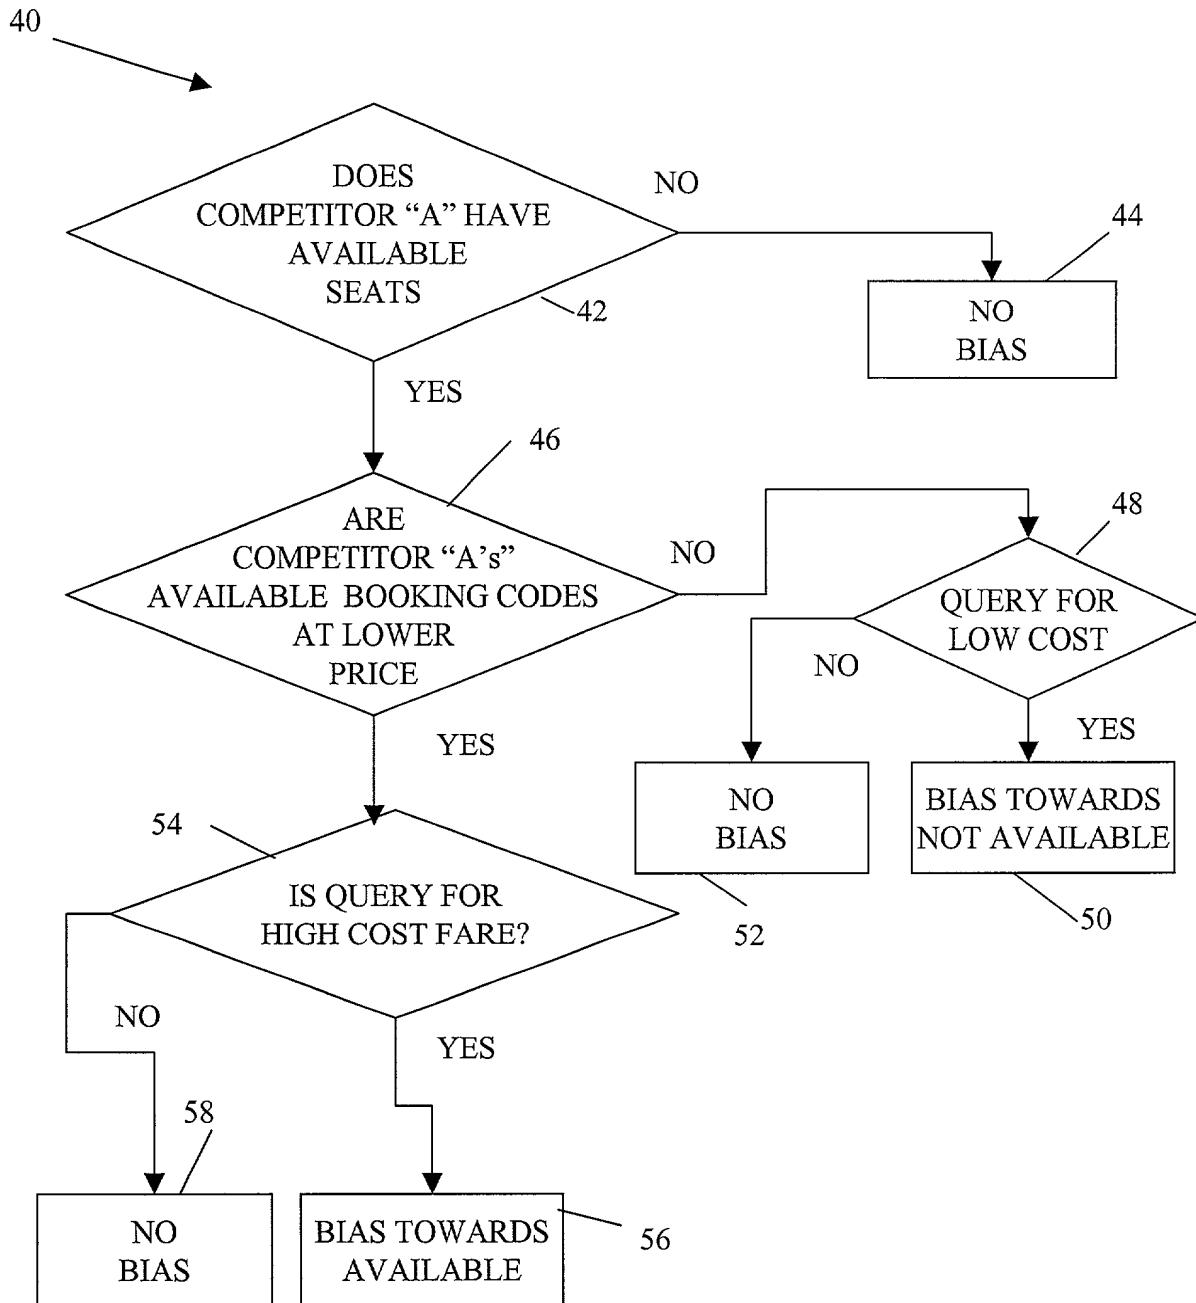 40
DOES
COMPETITOR “A” HAVE
AVAILABLE
SEATS
NO
44
42
NO
BIAS
YES
46
ARE
COMPETITOR “A's”
AVAILABLE BOOKING CODES
AT LOWER
PRICE
NO
48
QUERY FOR
LOW COST
NO
YES
YES
NO
BIAS
52
BIAS TOWARDS
NOT AVAILABLE
50
54
IS QUERY FOR
HIGH COST FARE?
NO
YES
58
NO
BIAS
BIAS TOWARDS
AVAILABLE
56